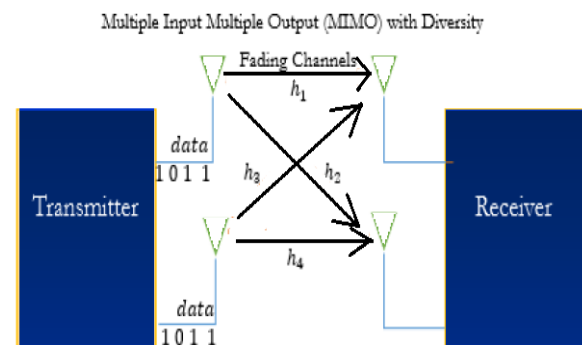 Multiple Input Multiple Output (MIMO) with Diversity
Fading Channels
h₁
data
1 0 1 1
h₃
h₂
Transmitter
Receiver
h₄
data
1 0 1 1